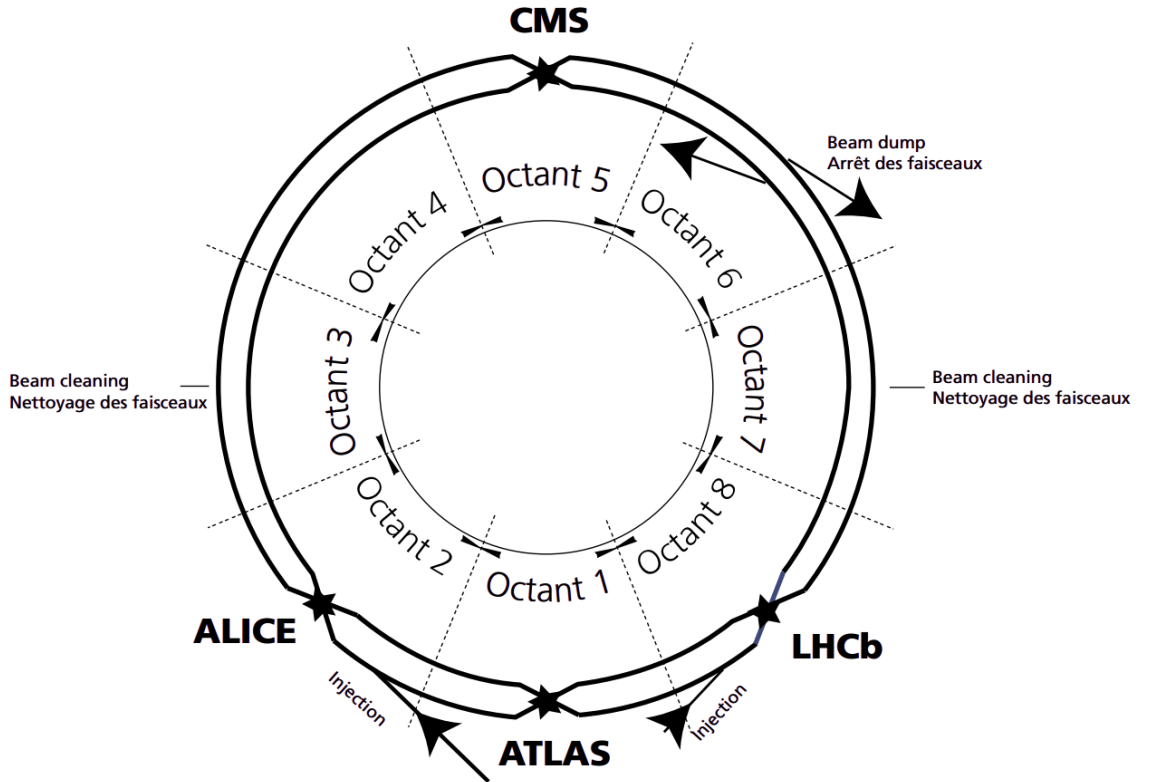 CMS
Beam dump
Arrêt des faisceaux
Octant 5
Octant 4
Octant 6
Octant 3
Octant 7
Beam cleaning
Nettoyage des faisceaux
Beam cleaning
Nettoyage des faisceaux
Octant 2
Octant 8
Octant 1
ALICE
LHCb
Injection
Injection
ATLAS